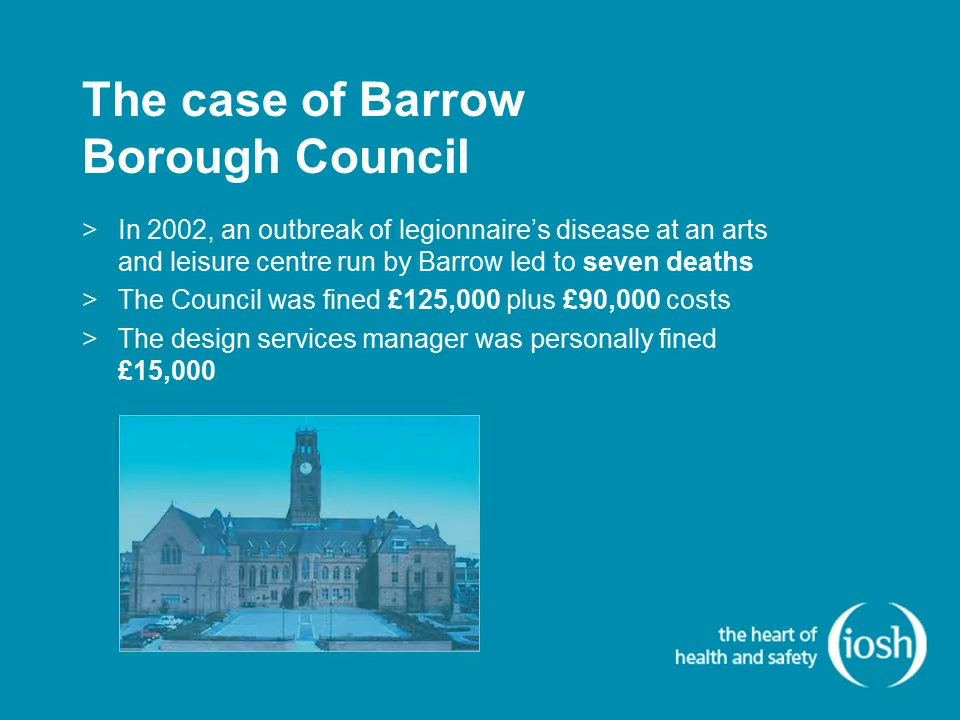 The case of Barrow
Borough Council
> In 2002, an outbreak of legionnaire’s disease at an arts
and leisure centre run by Barrow led to seven deaths
> The Council was fined £125,000 plus £90,000 costs
> The design services manager was personally fined
£15,000
the heart of
health and safety
iosh